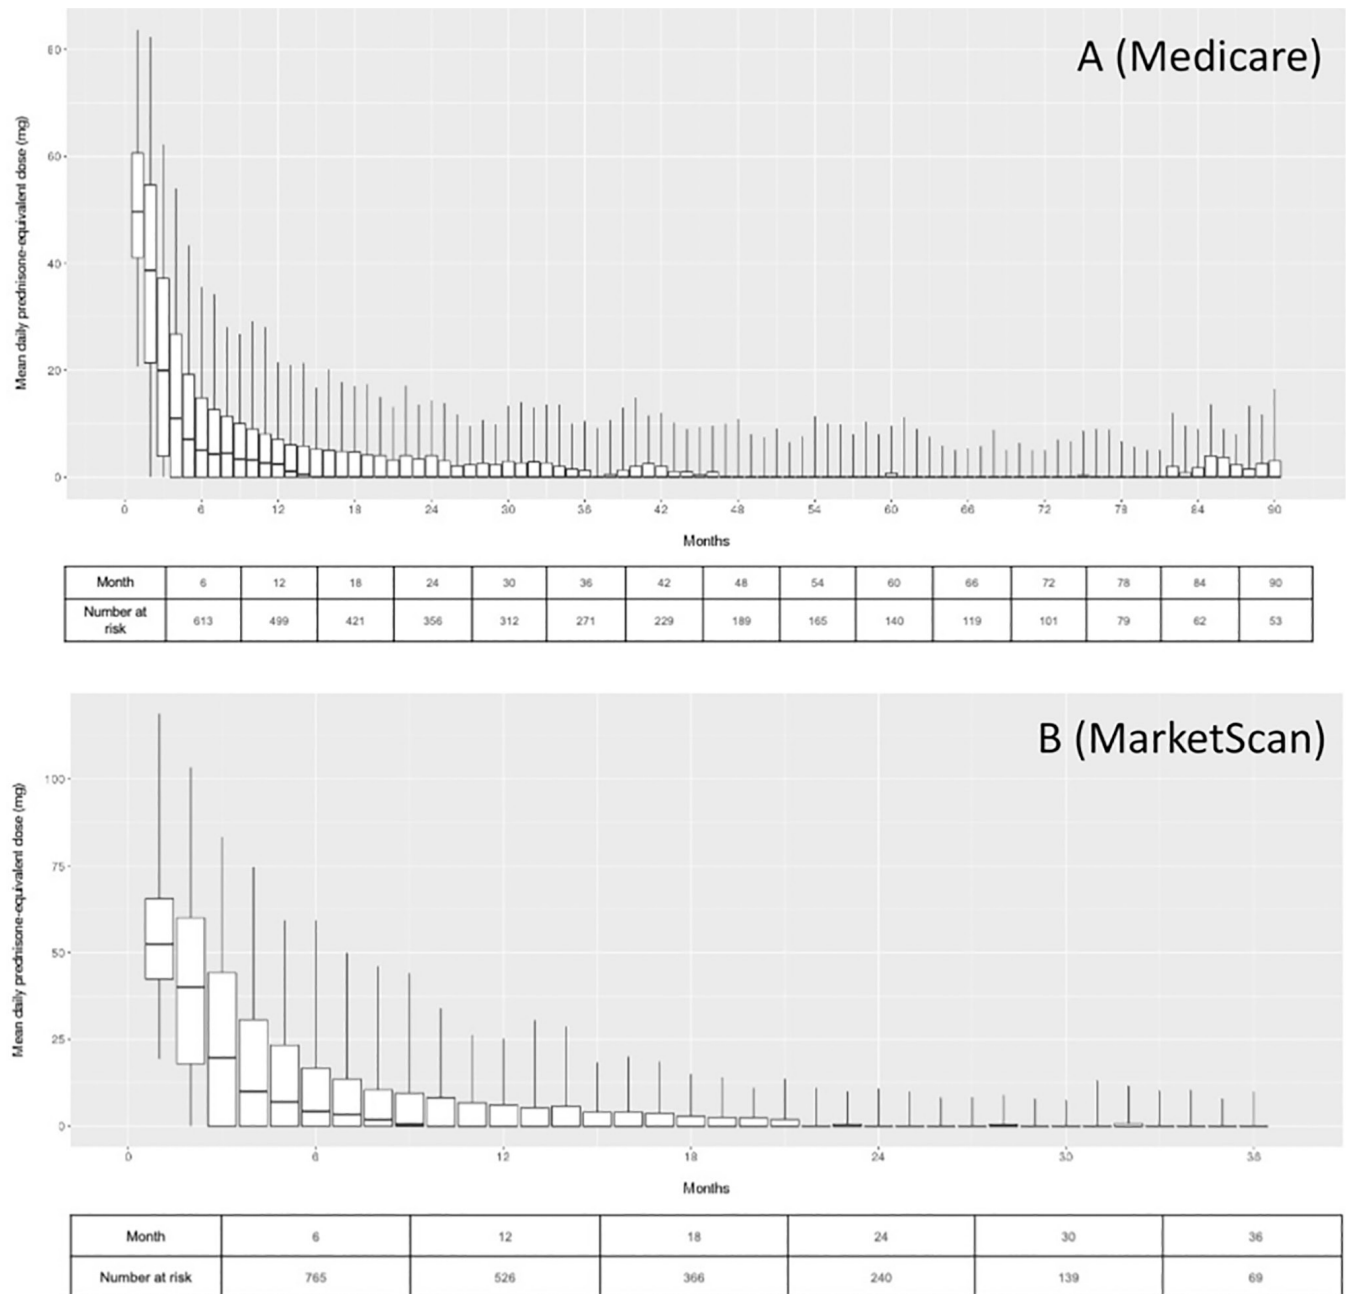 A (Medicare)
Mean daily prednisone-equivalent dose (mg)
80
60
40
20
0
0 6 12 18 24 30 36 42 48 54 60 66 72 78 84 90
Months
Month 6 12 18 24 30 36 42 48 54 60 66 72 78 84 90
Number at risk 613 499 421 356 312 271 229 189 165 140 119 101 79 62 53
B (MarketScan)
Mean daily prednisone-equivalent dose (mg)
100
75
50
25
0
0 6 12 18 24 30 36
Months
Month 6 12 18 24 30 36
Number at risk 765 526 366 240 139 69